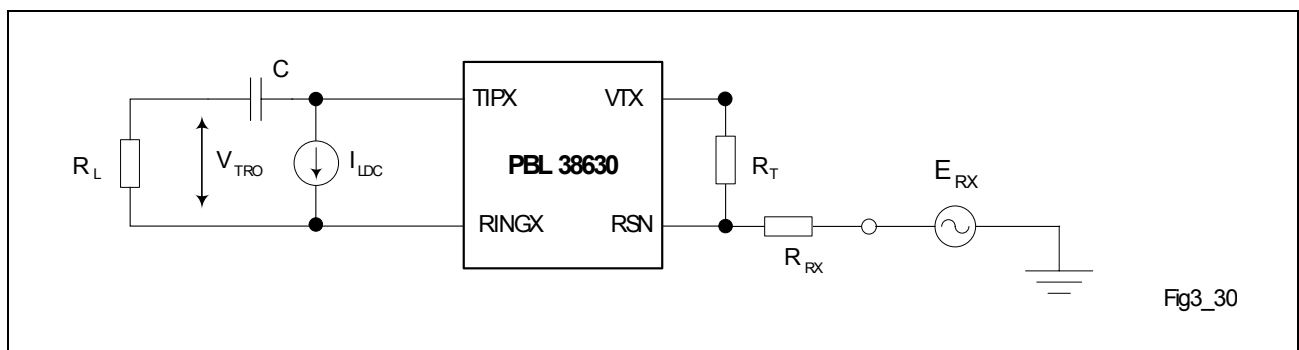 C
TIPX
VTX
R L
V TRO
I LDC
PBL 38630
R T
E RX
RINGX
RSN
R RX
Fig3_30